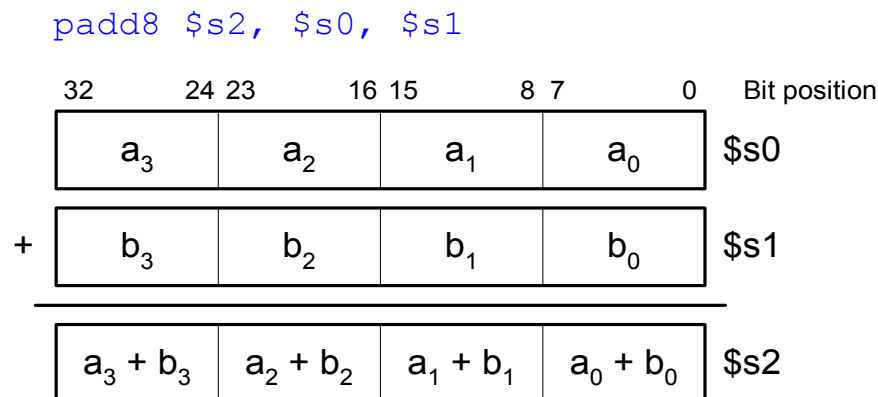 padd8 $s2, $s0, $s1
32 24 23 16 15 8 7 0 Bit position
a3 a2 a1 a0 $s0
+ b3 b2 b1 b0 $s1
a3 + b3 a2 + b2 a1 + b1 a0 + b0 $s2